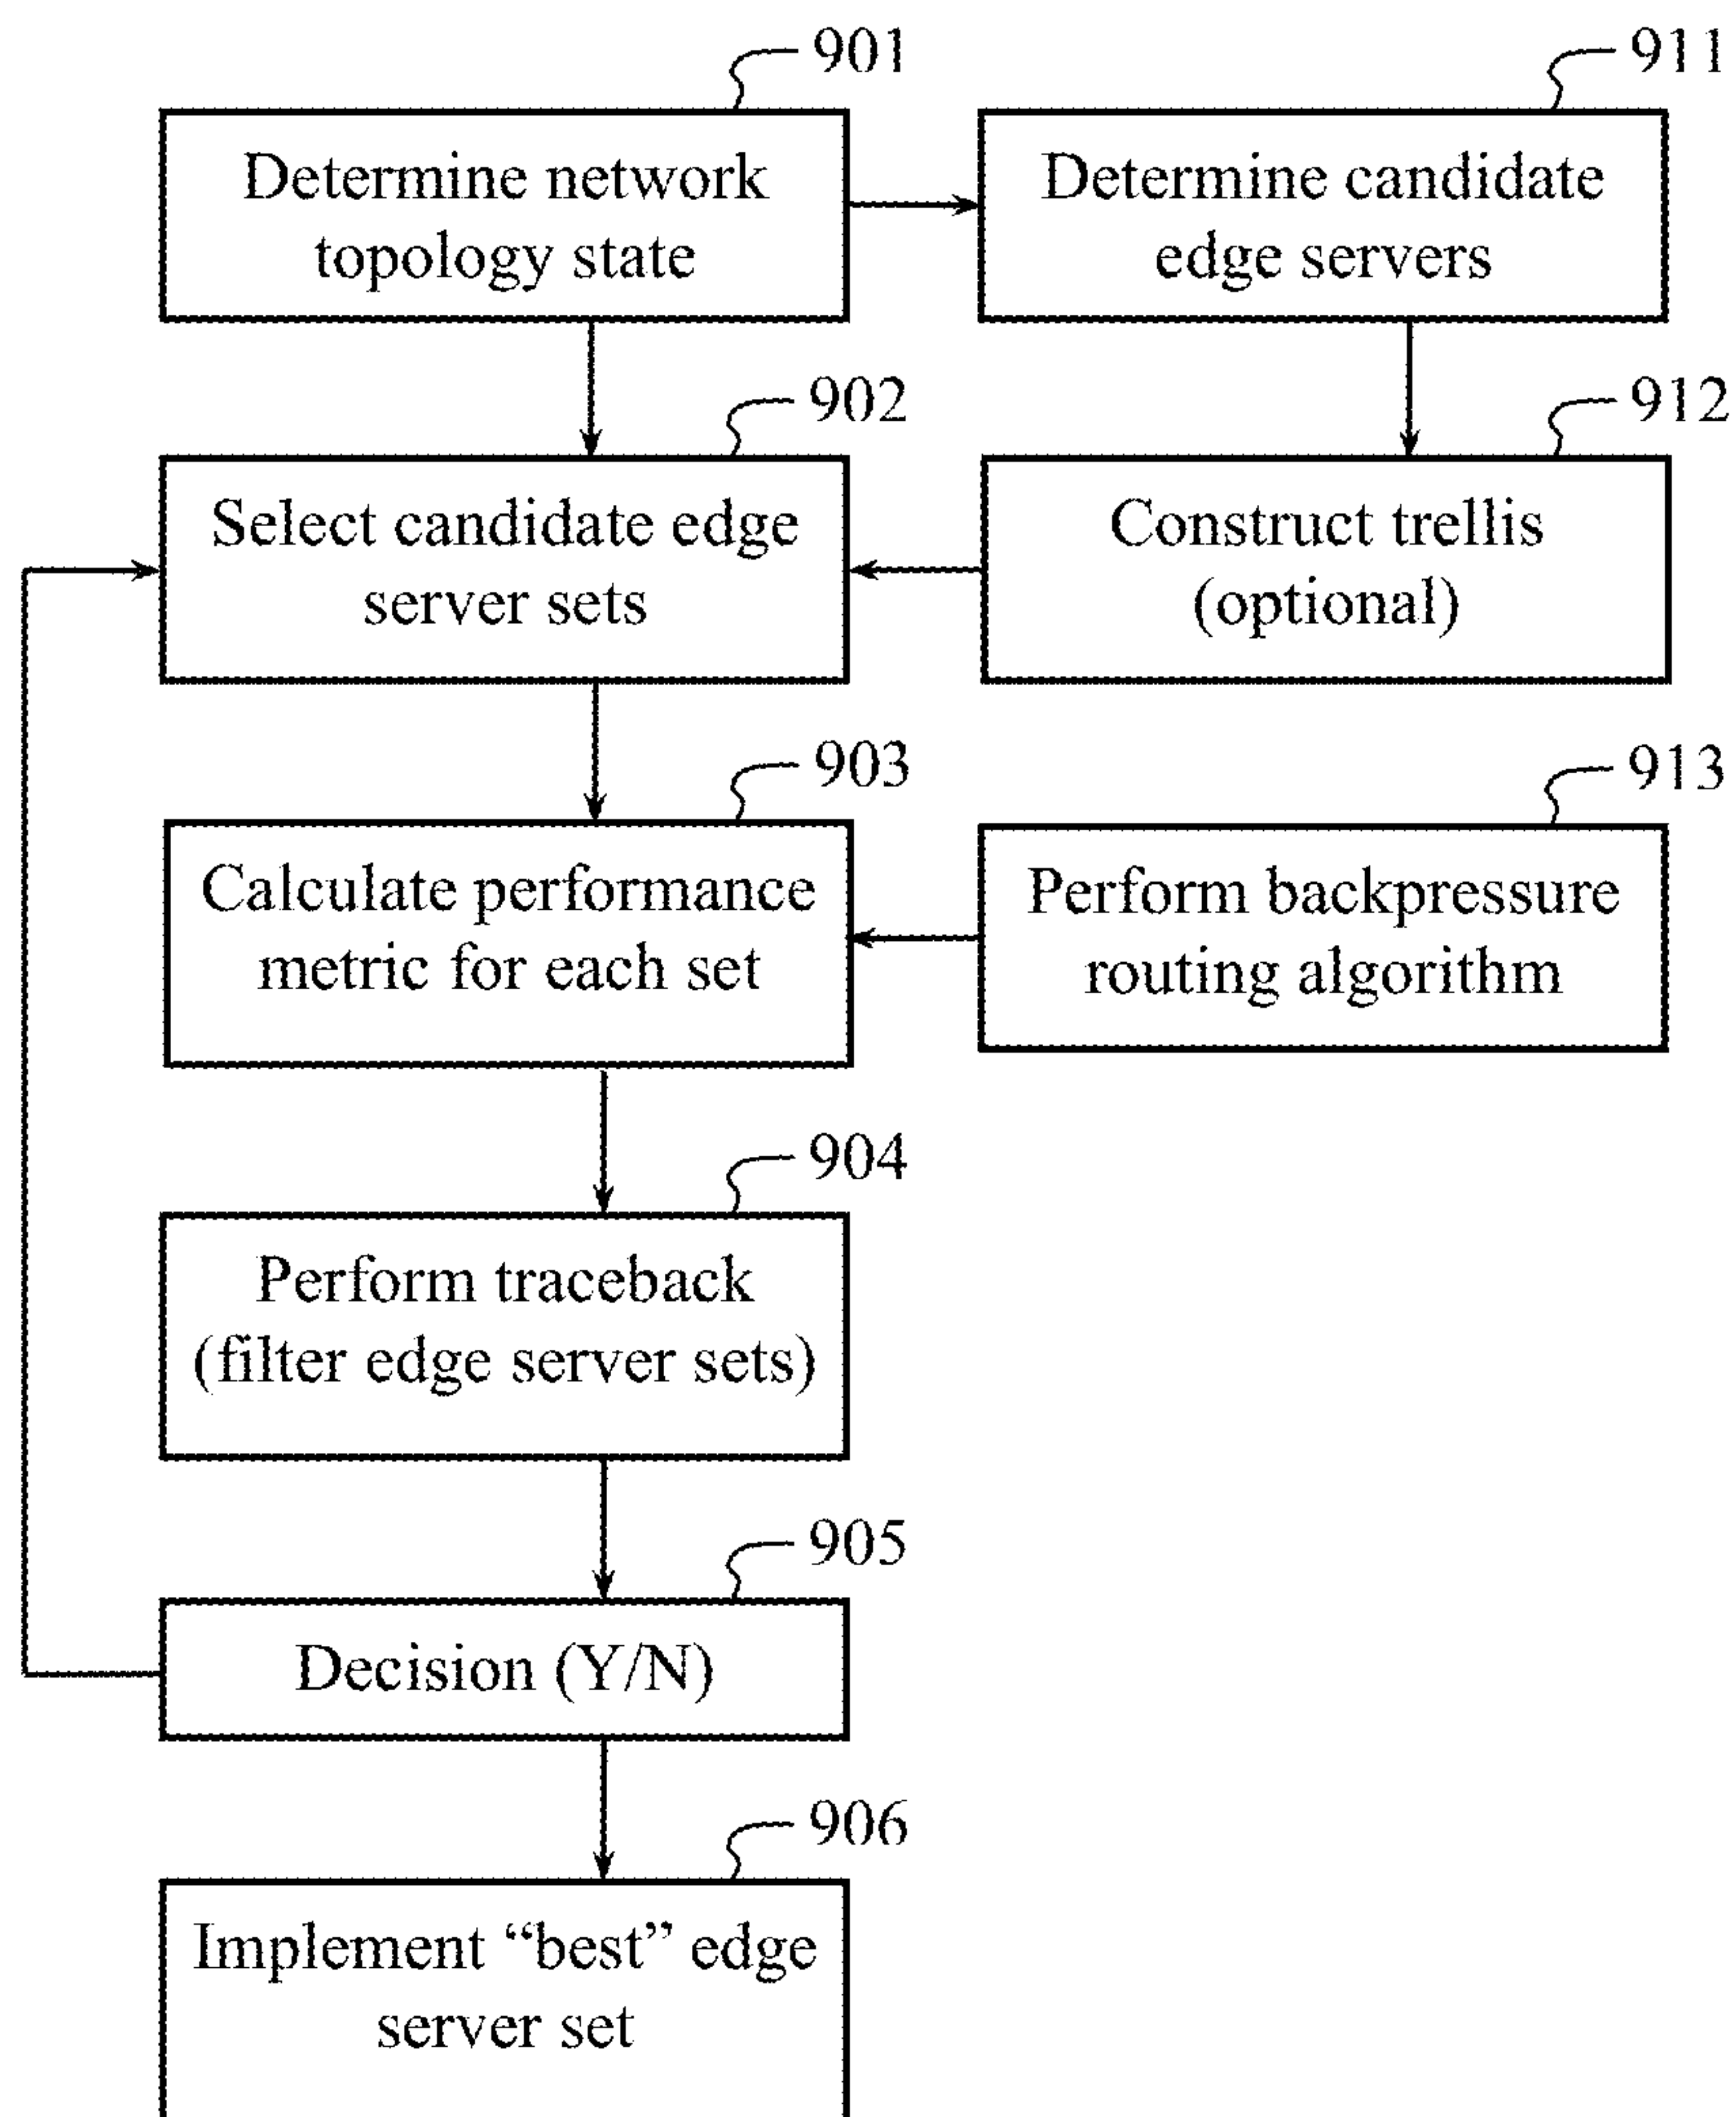 901
911
Determine network
topology state
Determine candidate
edge servers
902
912
Select candidate edge
server sets
Construct trellis
(optional)
903
913
Calculate performance
metric for each set
Perform backpressure
routing algorithm
904
Perform traceback
(filter edge server sets)
905
Decision (Y/N)
906
Implement “best” edge
server set